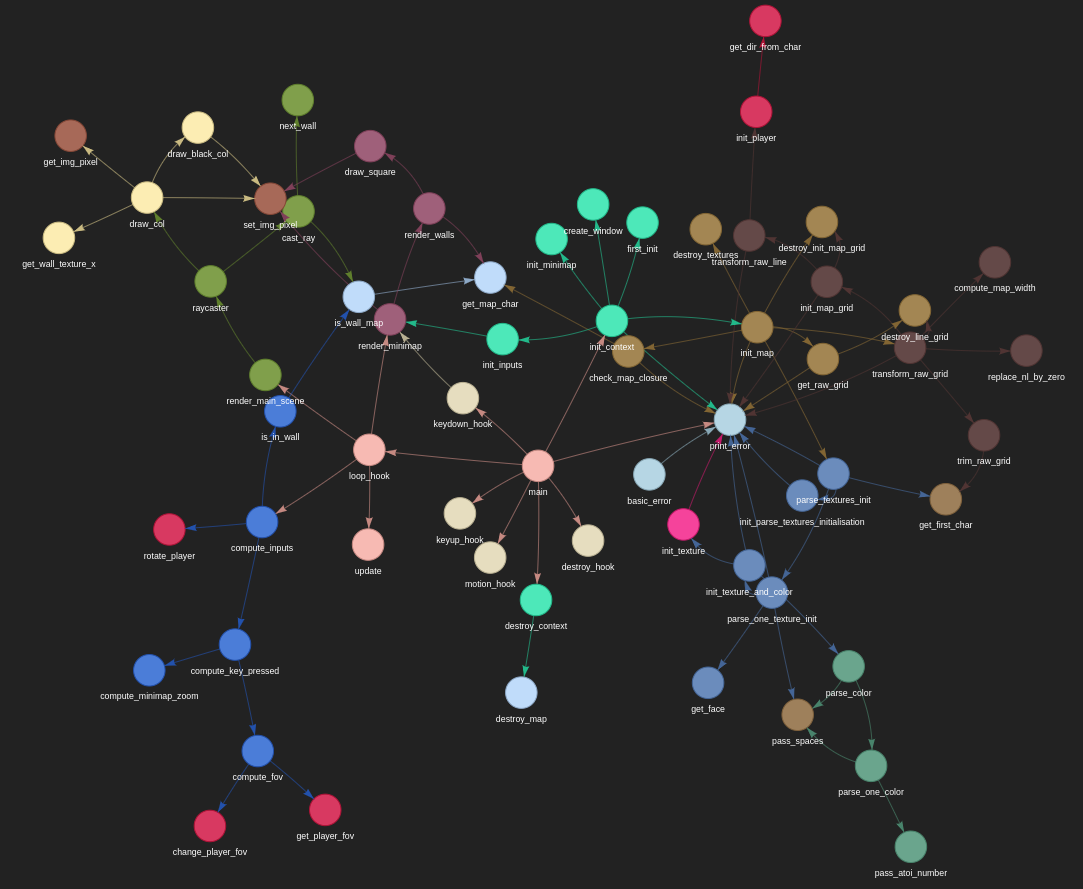 get_dir_from_char
next_wall
init_player
draw_black_col
get_img_pixel
draw_square
draw_col
set_img_pixel
cast_ray
create_window
render_walls
first_init
get_wall_texture_x
init_minimap
destroy_textures
transform_raw_line
destroy_init_map_grid
compute_map_width
raycaster
get_map_char
init_map_grid
is_wall_map
render_minimap
init_inputs
init_context
check_map_closure
init_map
destroy_line_grid
transform_raw_grid
replace_nl_by_zero
get_raw_grid
render_main_scene
is_in_wall
keydown_hook
print_error
trim_raw_grid
loop_hook
main
basic_error
parse_textures_init
init_parse_textures_initialisation
get_first_char
rotate_player
compute_inputs
update
keyup_hook
motion_hook
destroy_hook
init_texture
init_texture_and_color
parse_one_texture_init
destroy_context
compute_key_pressed
compute_minimap_zoom
destroy_map
get_face
parse_color
pass_spaces
compute_fov
parse_one_color
change_player_fov
get_player_fov
pass_atoi_number